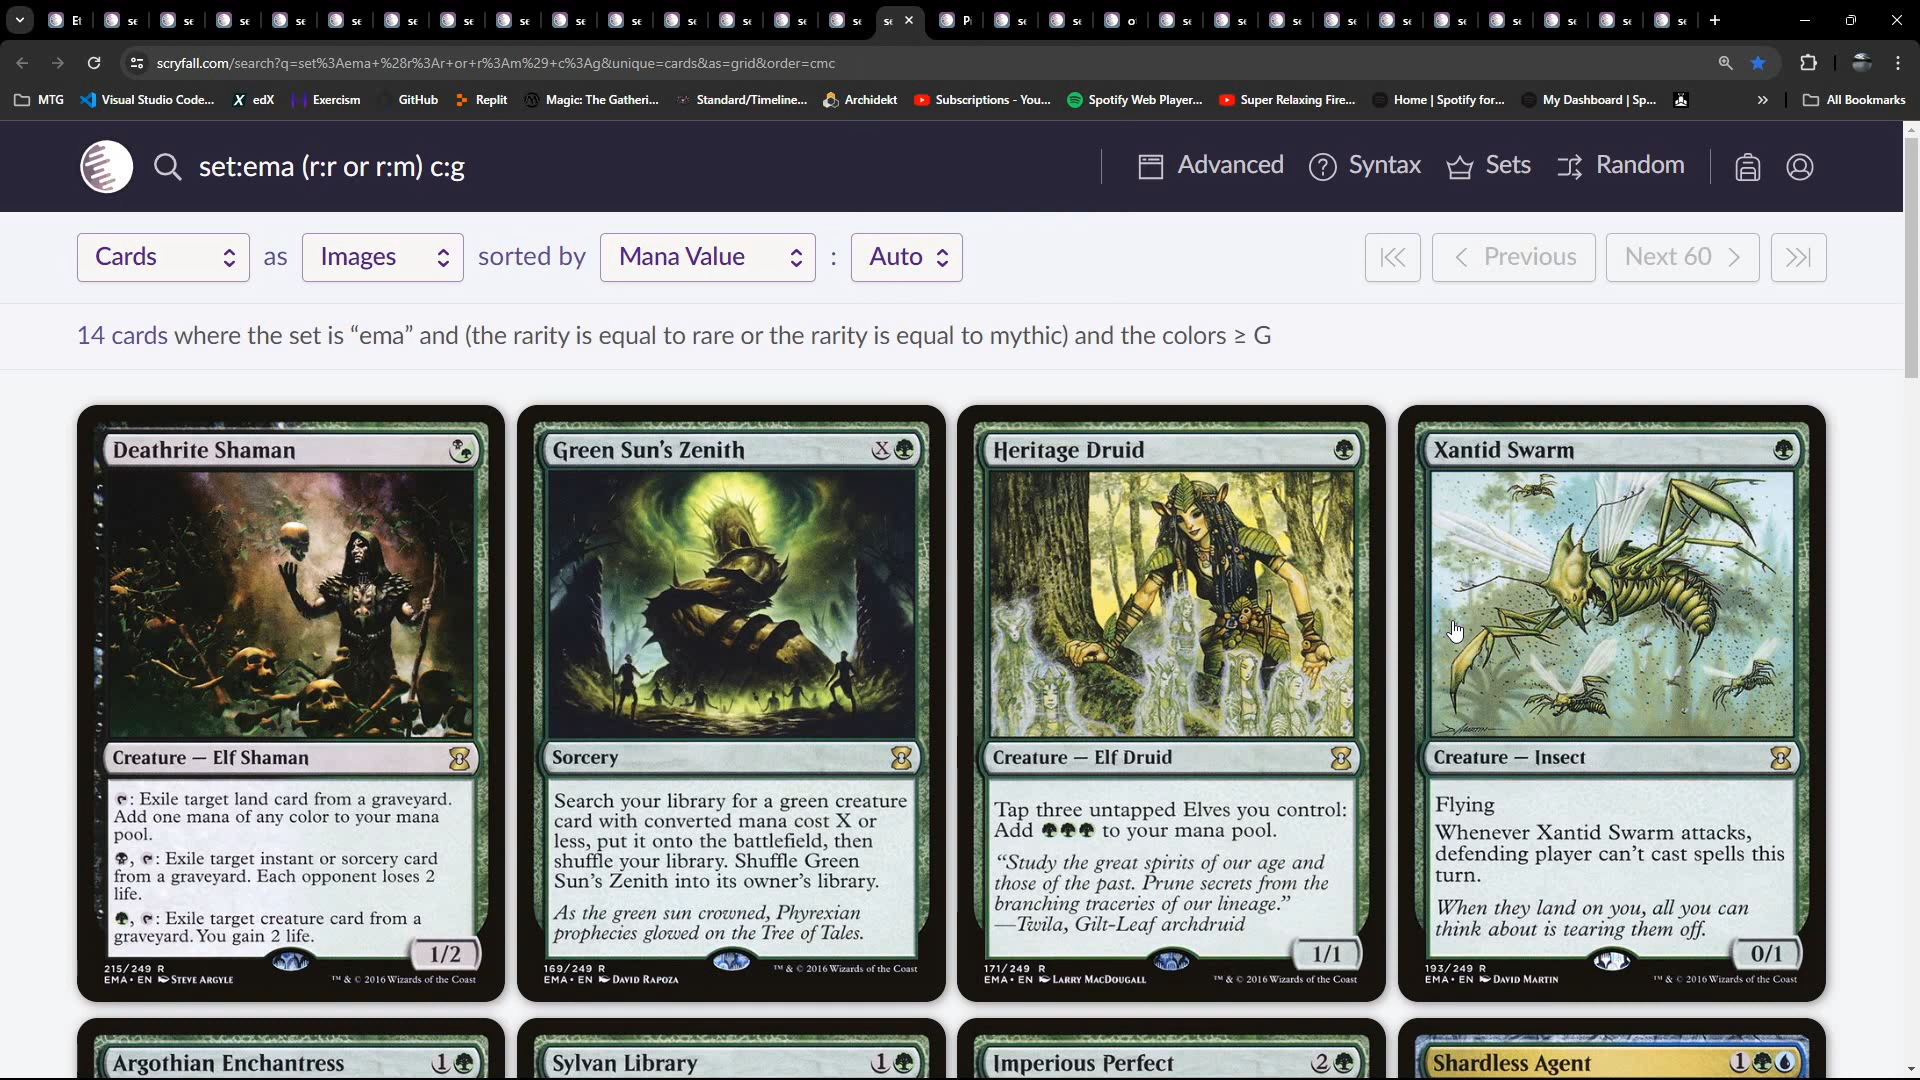 Et
scryfall.com/search?q=set%3Aema+%28r%3Ar+or+r%3Am%29+c%3Ag&unique=cards&as=grid&order=cmc
MTG
Visual Studio Code...
edX
Exercism
GitHub
Replit
Magic: The Gatheri...
Standard/Timeline...
Archidekt
Subscriptions - You...
Spotify Web Player...
Super Relaxing Fire...
Home | Spotify for...
My Dashboard | Sp...
All Bookmarks
set:ema (r:r or r:m) c:g
Advanced
Syntax
Sets
Random
Cards as Images sorted by Mana Value : Auto
Previous
Next 60
14 cards where the set is “ema” and (the rarity is equal to rare or the rarity is equal to mythic) and the colors ≥ G
Deathrite Shaman
Creature — Elf Shaman
: Exile target land card from a graveyard.
Add one mana of any color to your mana
pool.
, : Exile target instant or sorcery card
from a graveyard. Each opponent loses 2
life.
, : Exile target creature card from a
graveyard. You gain 2 life.
1/2
215/249 R
EMA • EN STEVE ARGYLE
™ & © 2016 Wizards of the Coast
Green Sun's Zenith
X
Sorcery
Search your library for a green creature
card with converted mana cost X or
less, put it onto the battlefield, then
shuffle your library. Shuffle Green
Sun's Zenith into its owner's library.
As the green sun crowned, Phyrexian
prophecies glowed on the Tree of Tales.
169/249 R
EMA • EN DAVID RAPOZA
™ & © 2016 Wizards of the Coast
Heritage Druid
Creature — Elf Druid
Tap three untapped Elves you control:
Add to your mana pool.
“Study the great spirits of our age and
those of the past. Prune secrets from the
branching traceries of our lineage.”
—Twila, Gilt-Leaf archdruid
1/1
171/249 R
EMA • EN LARRY MACDOUGALL
™ & © 2016 Wizards of the Coast
Xantid Swarm
Creature — Insect
Flying
Whenever Xantid Swarm attacks,
defending player can't cast spells this
turn.
When they land on you, all you can
think about is tearing them off.
0/1
193/249 R
EMA • EN DAVID MARTIN
™ & © 2016 Wizards of the Coast
Argothian Enchantress 1
Sylvan Library 1
Imperious Perfect 2
Shardless Agent 1